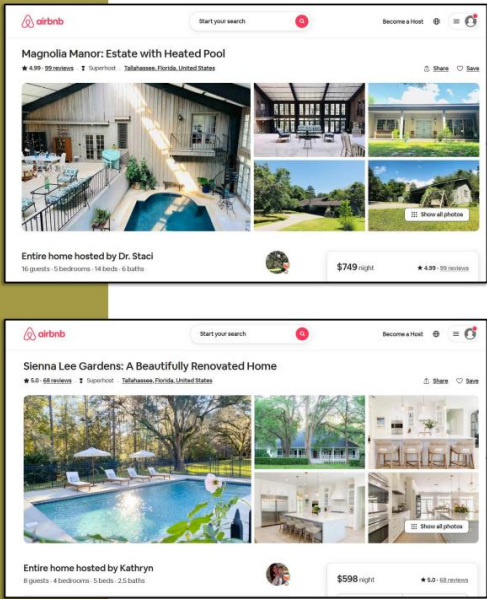 airbnb
Start your search
Become a Host
Magnolia Manor: Estate with Heated Pool
★ 4.99 · 99 reviews · Superhost · Tallahassee, Florida, United States
Share
Save
Show all photos
Entire home hosted by Dr. Staci
16 guests · 5 bedrooms · 14 beds · 6 baths
$749 night
★ 4.99 · 99 reviews
airbnb
Start your search
Become a Host
Sienna Lee Gardens: A Beautifully Renovated Home
★ 5.0 · 68 reviews · Superhost · Tallahassee, Florida, United States
Share
Save
Show all photos
Entire home hosted by Kathryn
8 guests · 4 bedrooms · 5 beds · 2.5 baths
$598 night
★ 5.0 · 68 reviews